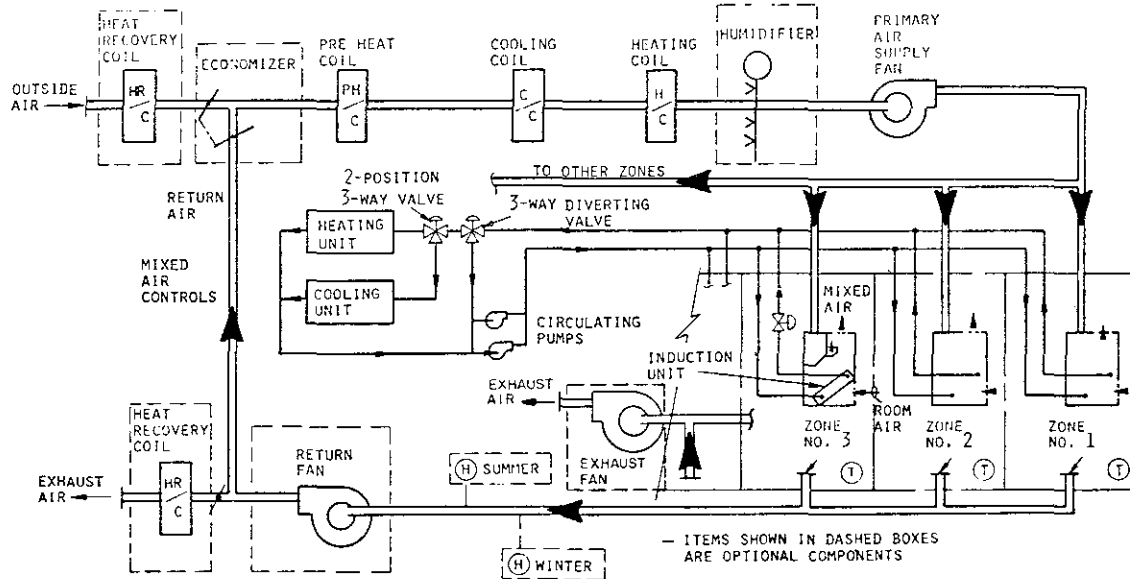 HEAT
RECOVERY
COIL
ECONOMIZER
PRE HEAT
COIL
COOLING
COIL
HEATING
COIL
HUMIDIFIER
PRIMARY
AIR
SUPPLY
FAN
OUTSIDE
AIR
HR
C
PH
C
C
C
H
C
TO OTHER ZONES
2-POSITION
3-WAY VALVE
3-WAY DIVERTING
VALVE
RETURN
AIR
HEATING
UNIT
MIXED
AIR
CONTROLS
COOLING
UNIT
CIRCULATING
PUMPS
MIXED
AIR
INDUCTION
UNIT
ROOM
AIR
EXHAUST
AIR
EXHAUST
FAN
ZONE
NO. 3
ZONE
NO. 2
ZONE
NO. 1
T
T
T
HEAT
RECOVERY
COIL
RETURN
FAN
H SUMMER
EXHAUST
AIR
HR
C
H WINTER
— ITEMS SHOWN IN DASHED BOXES
ARE OPTIONAL COMPONENTS